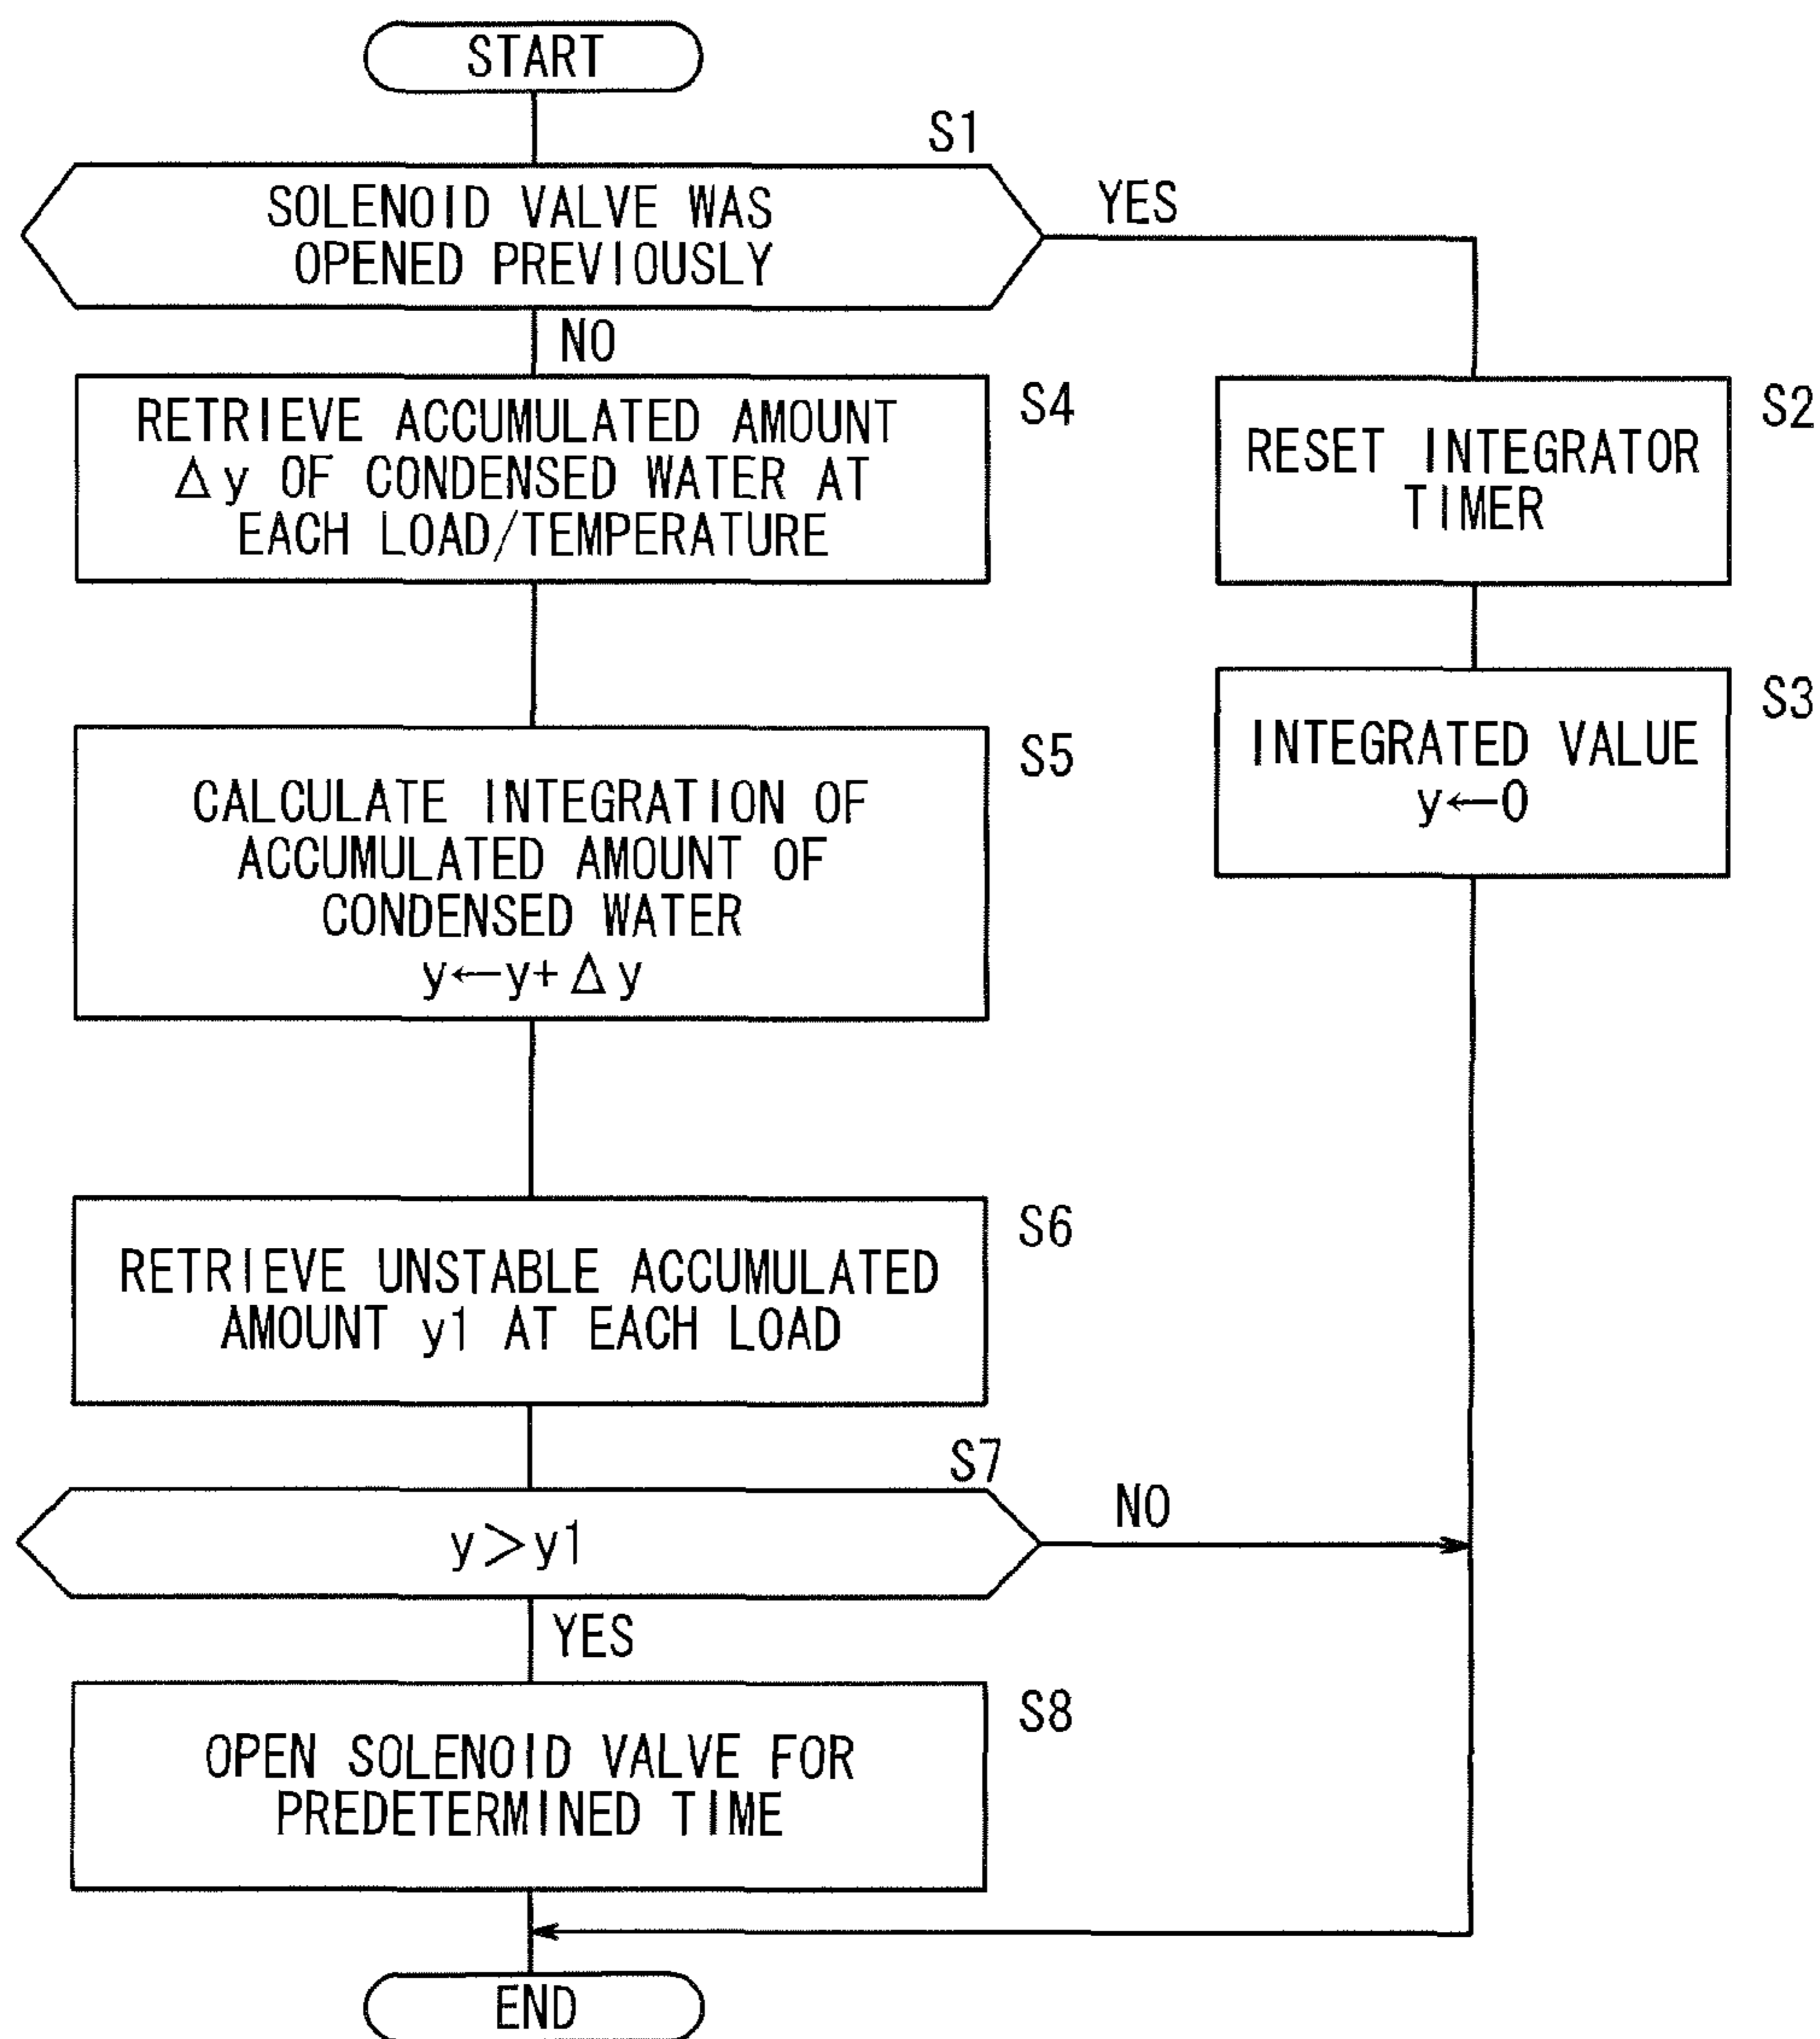 START
S1
SOLENOID VALVE WAS
OPENED PREVIOUSLY
YES
NO
RETRIEVE ACCUMULATED AMOUNT
Δy OF CONDENSED WATER AT
EACH LOAD/TEMPERATURE
S4
RESET INTEGRATOR
TIMER
S2
INTEGRATED VALUE
y←0
S3
CALCULATE INTEGRATION OF
ACCUMULATED AMOUNT OF
CONDENSED WATER
y←y+Δy
S5
RETRIEVE UNSTABLE ACCUMULATED
AMOUNT y1 AT EACH LOAD
S6
S7
y>y1
NO
YES
OPEN SOLENOID VALVE FOR
PREDETERMINED TIME
S8
END